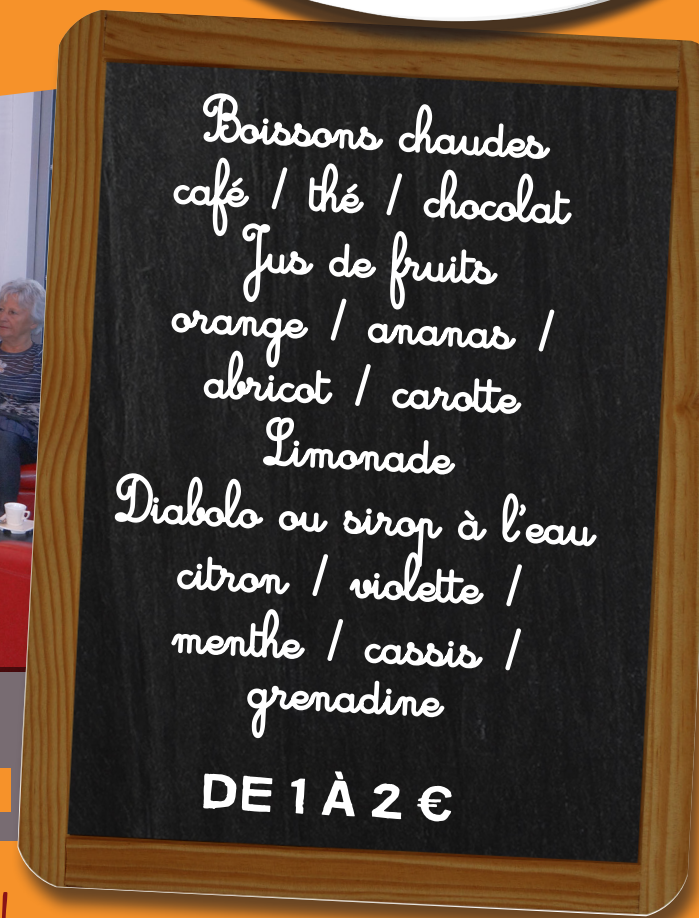 Boissons chaudes
café / thé / chocolat
Jus de fruits
orange / ananas /
abricot / carotte
Limonade
Diabolo ou sirop à l'eau
citron / violette /
menthe / cassis /
grenadine
DE 1 À 2 €